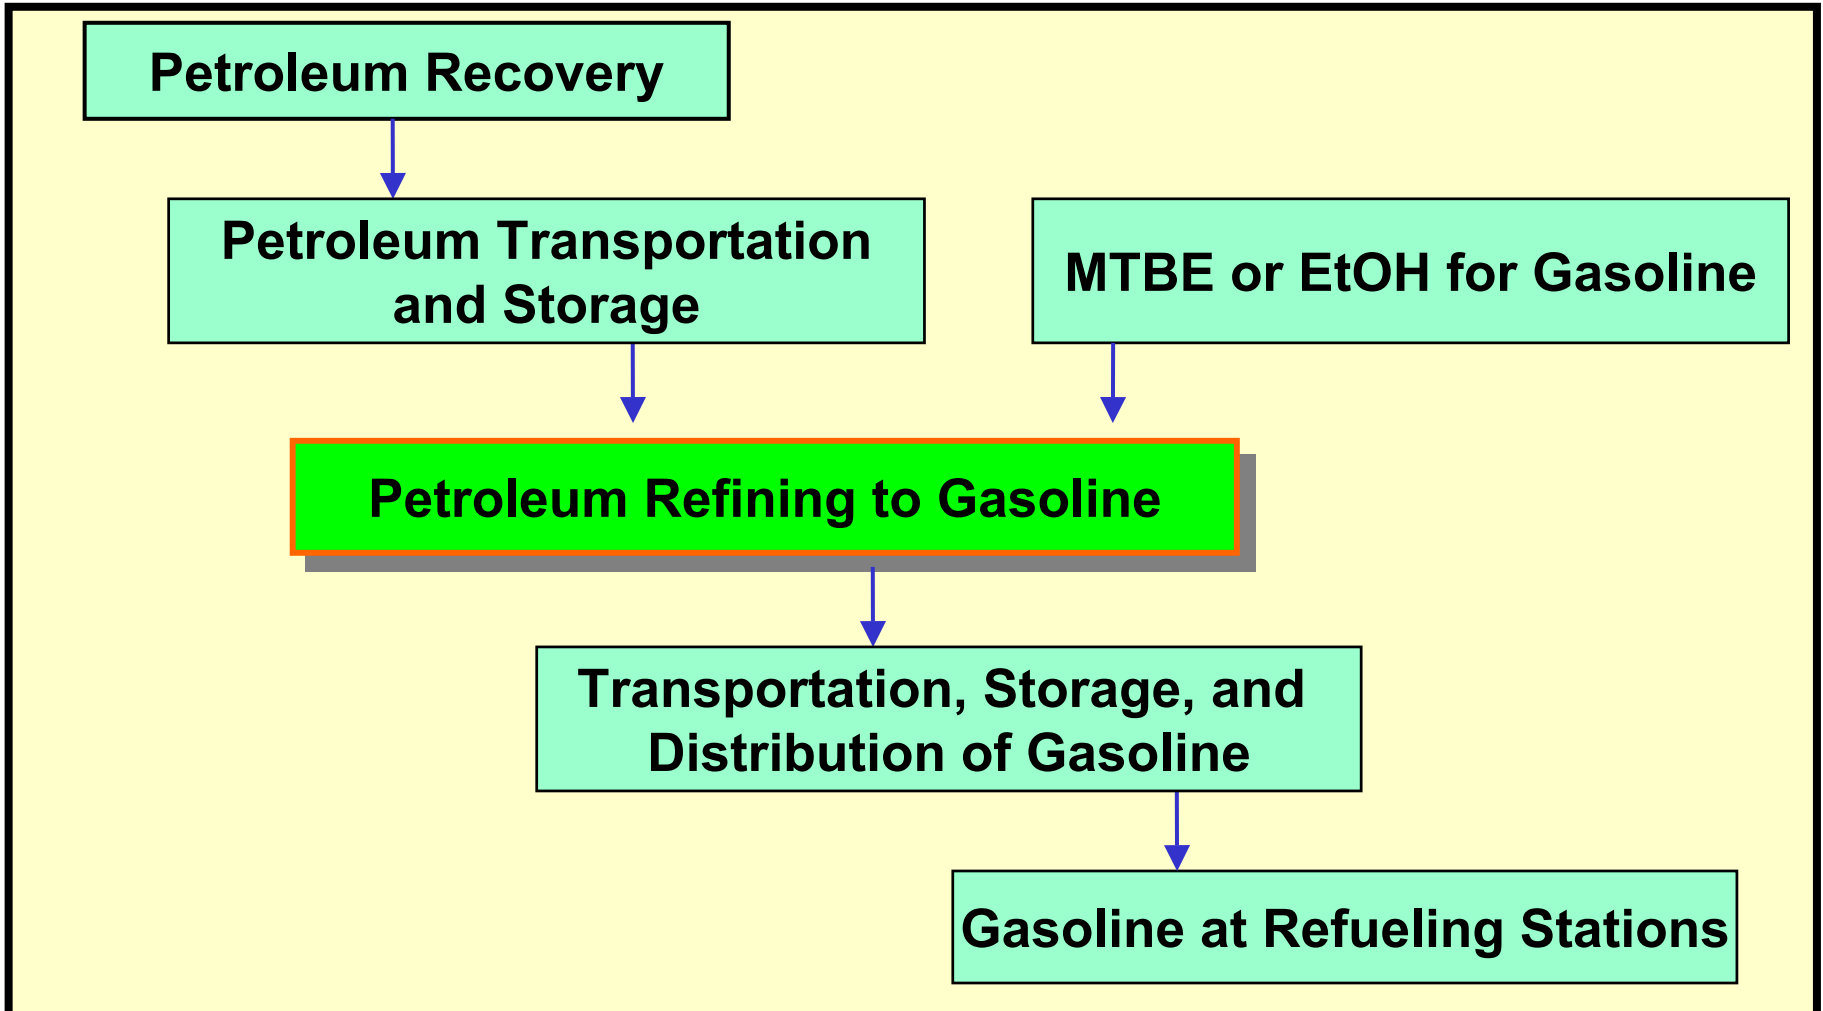 Petroleum Recovery
Petroleum Transportation
and Storage
MTBE or EtOH for Gasoline
Petroleum Refining to Gasoline
Transportation, Storage, and
Distribution of Gasoline
Gasoline at Refueling Stations